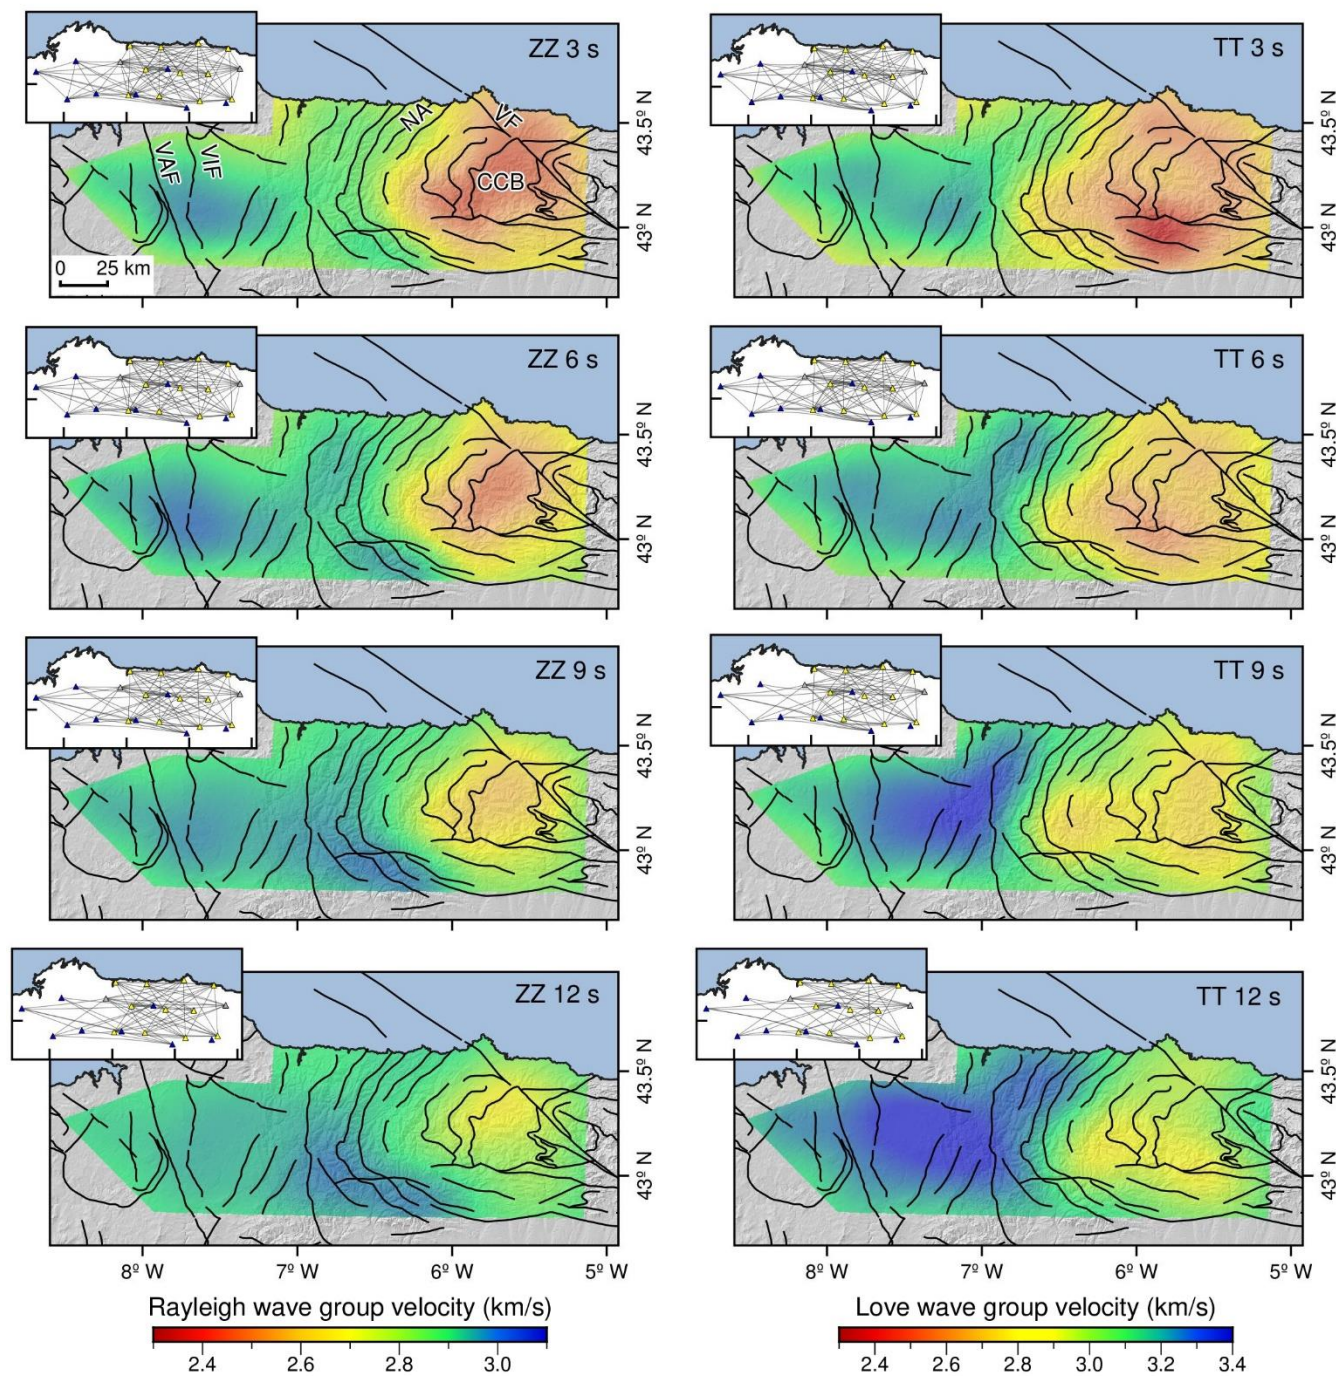 ZZ 3 s
NA
VF
VAF
VIF
CCB
0 25 km
43.5º N
43º N
TT 3 s
43.5º N
43º N
ZZ 6 s
43.5º N
43º N
TT 6 s
43.5º N
43º N
ZZ 9 s
43.5º N
43º N
TT 9 s
43.5º N
43º N
ZZ 12 s
43.5º N
43º N
TT 12 s
43.5º N
43º N
8º W 7º W 6º W 5º W
8º W 7º W 6º W 5º W
Rayleigh wave group velocity (km/s)
2.4 2.6 2.8 3.0
Love wave group velocity (km/s)
2.4 2.6 2.8 3.0 3.2 3.4